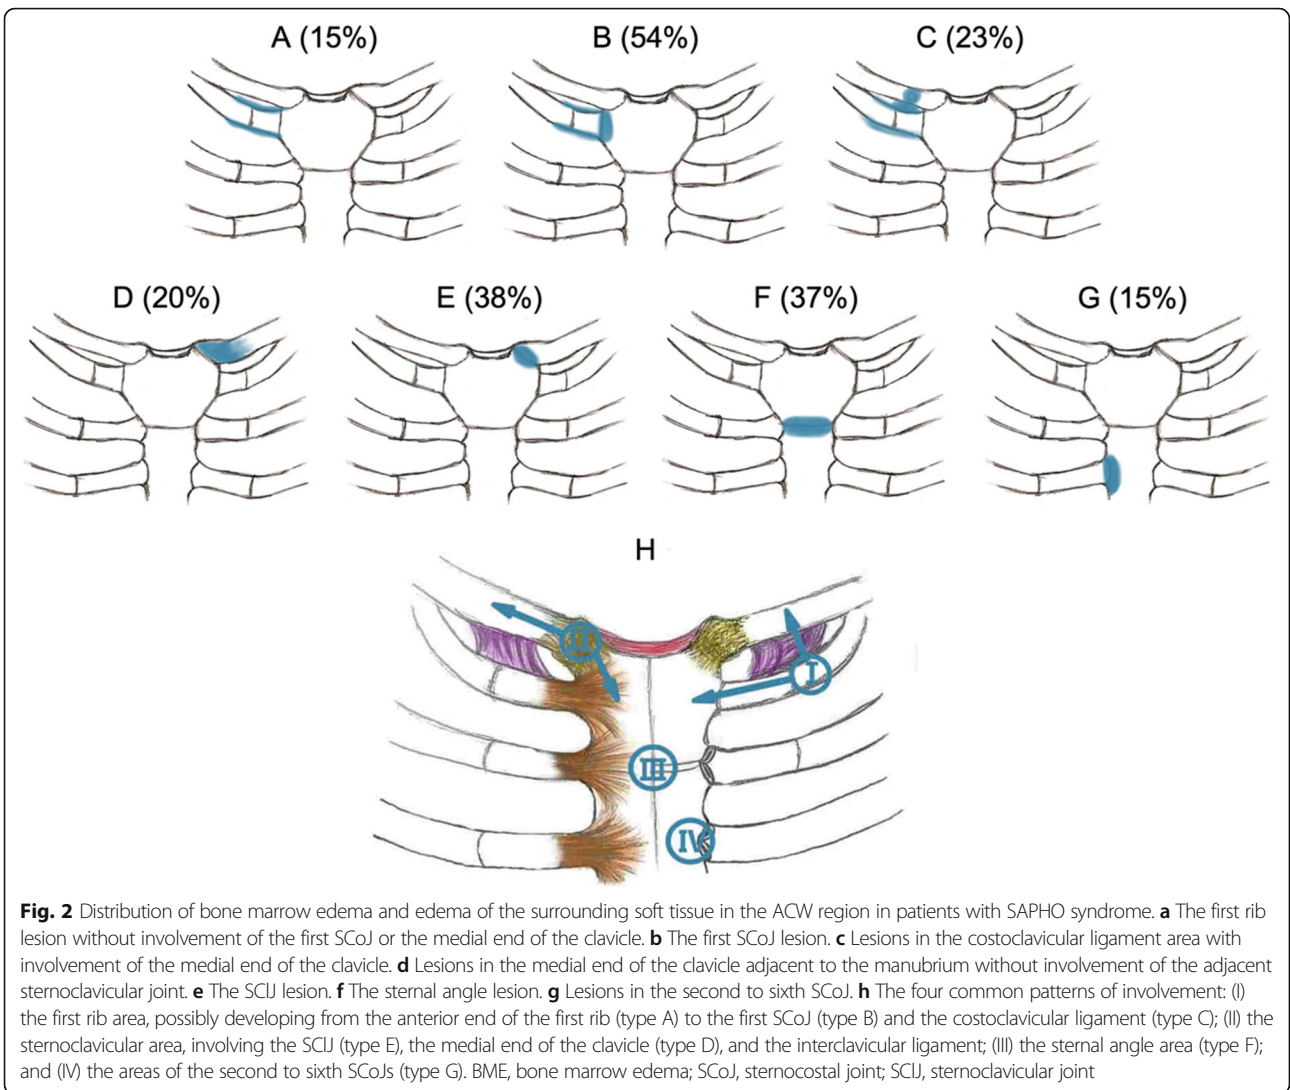 A (15%) B (54%) C (23%)
D (20%) E (38%) F (37%) G (15%)
H
II
I
III
IV
Fig. 2 Distribution of bone marrow edema and edema of the surrounding soft tissue in the ACW region in patients with SAPHO syndrome. a The first rib
lesion without involvement of the first SCoJ or the medial end of the clavicle. b The first SCoJ lesion. c Lesions in the costoclavicular ligament area with
involvement of the medial end of the clavicle. d Lesions in the medial end of the clavicle adjacent to the manubrium without involvement of the adjacent
sternoclavicular joint. e The SClJ lesion. f The sternal angle lesion. g Lesions in the second to sixth SCoJ. h The four common patterns of involvement: (I)
the first rib area, possibly developing from the anterior end of the first rib (type A) to the first SCoJ (type B) and the costoclavicular ligament (type C); (II) the
sternoclavicular area, involving the SClJ (type E), the medial end of the clavicle (type D), and the interclavicular ligament; (III) the sternal angle area (type F);
and (IV) the areas of the second to sixth SCoJs (type G). BME, bone marrow edema; SCoJ, sternocostal joint; SClJ, sternoclavicular joint